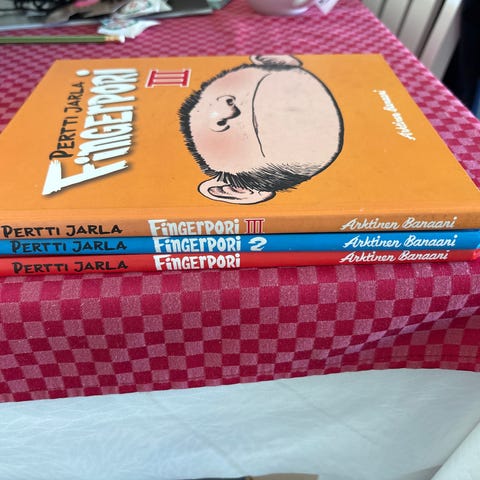 PERTTI JARLA
FINGERPORI
III
Arktinen Banaani
PERTTI JARLA FINGERPORI III Arktinen Banaani
PERTTI JARLA FINGERPORI 2 Arktinen Banaani
PERTTI JARLA FINGERPORI Arktinen Banaani